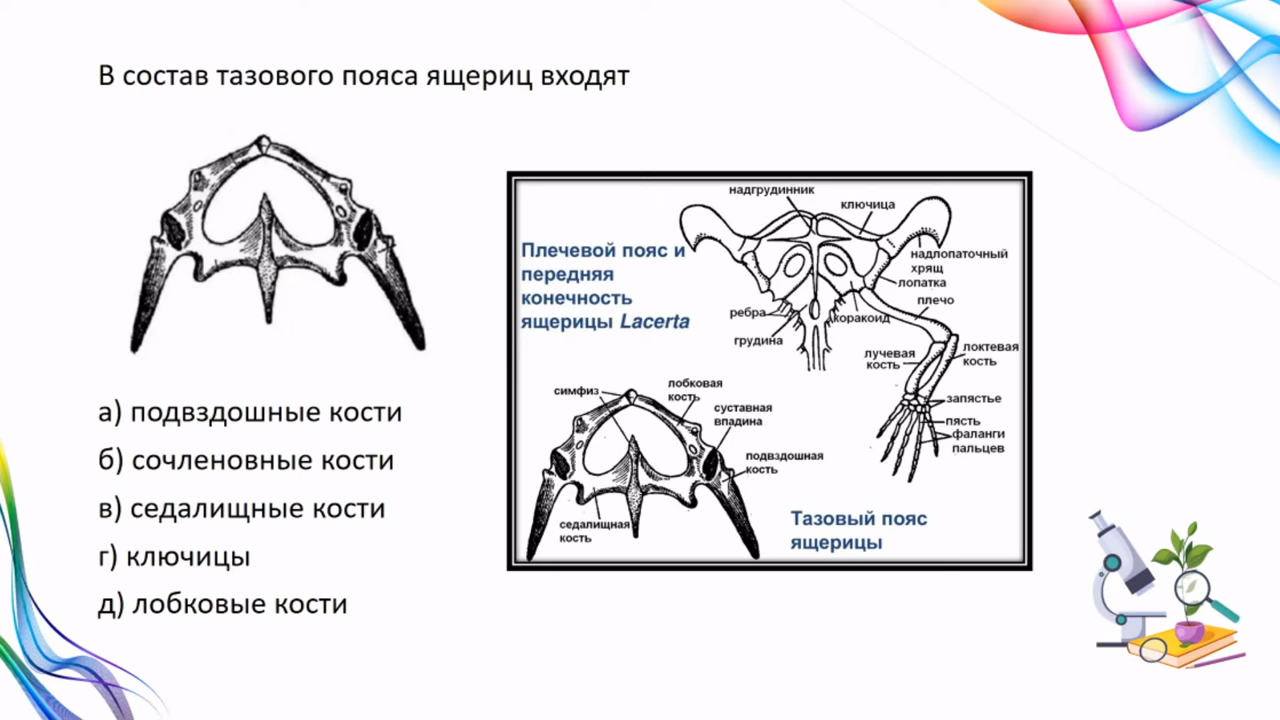 В состав тазового пояса ящериц входят
надгрудинник
ключица
Плечевой пояс и
передняя
конечность
ящерицы Lacerta
надлопаточный
хрящ
лопатка
плечо
ребра
коракоид
грудина
лучевая
кость
локтевая
кость
запястье
пясть
фаланги
пальцев
симфиз
лобковая
кость
суставная
впадина
подвздошная
кость
седалищная
кость
Тазовый пояс
ящерицы
а) подвздошные кости
б) сочленовные кости
в) седалищные кости
г) ключицы
д) лобковые кости